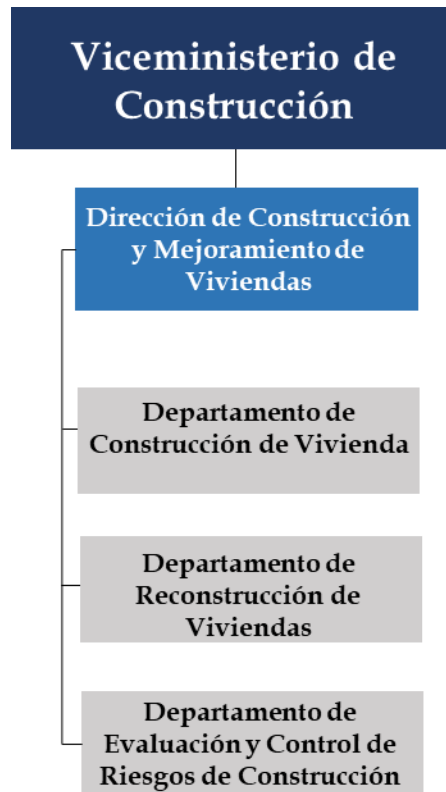 Viceministerio de
Construcción
Dirección de Construcción
y Mejoramiento de
Viviendas
Departamento de
Construcción de Vivienda
Departamento de
Reconstrucción de
Viviendas
Departamento de
Evaluación y Control de
Riesgos de Construcción